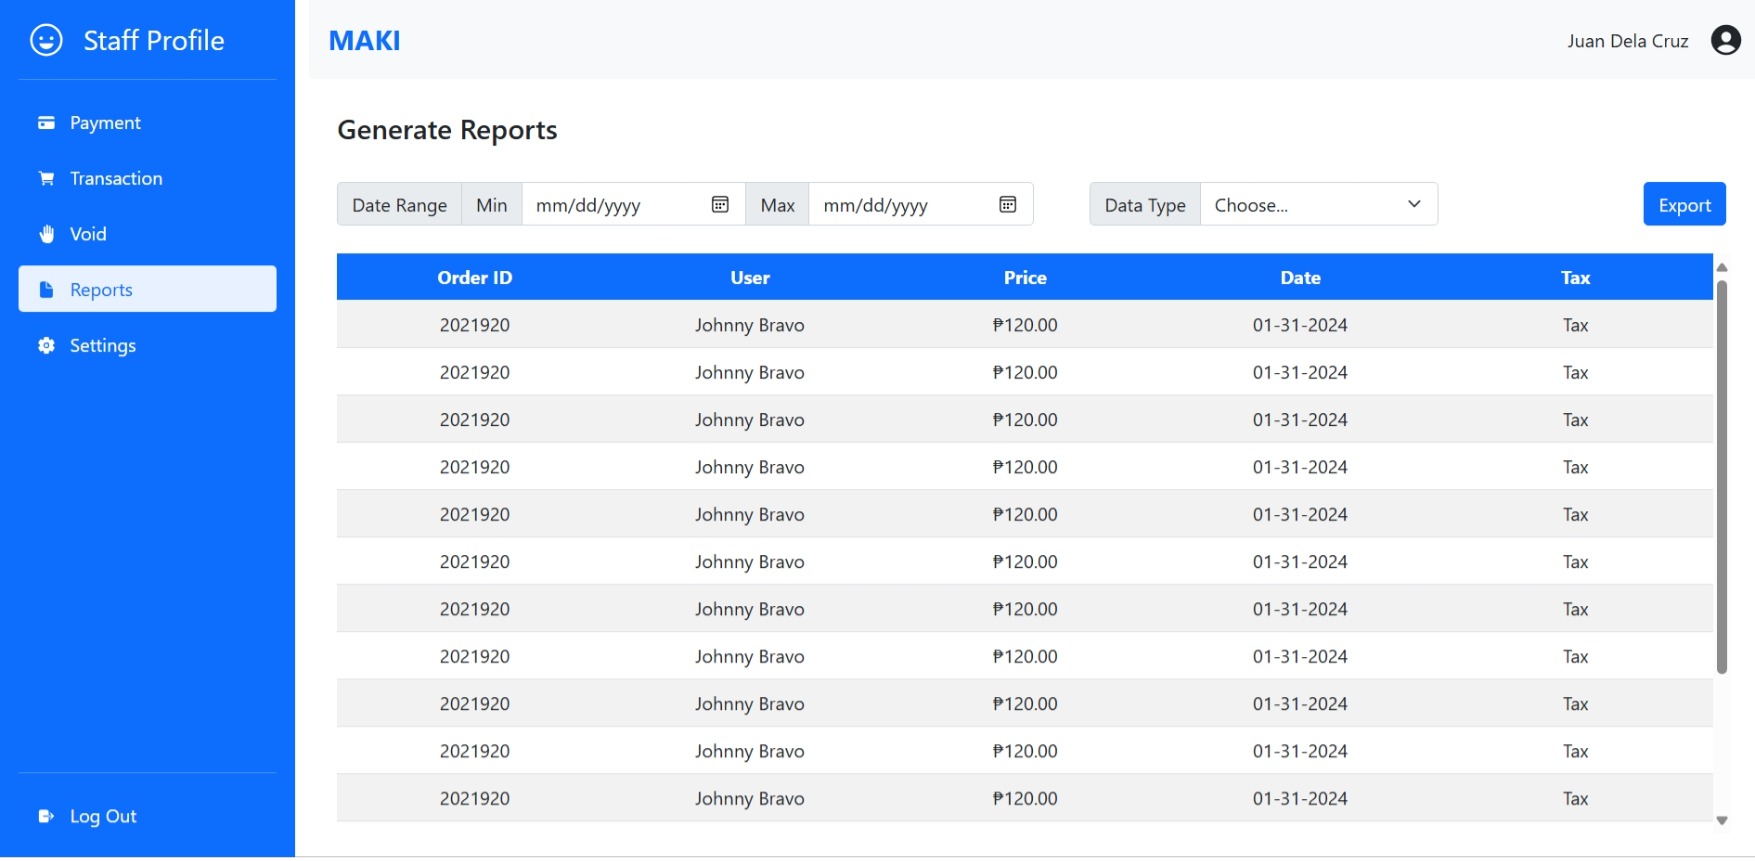 Staff Profile
MAKI
Juan Dela Cruz
Payment
Transaction
Void
Reports
Settings
Log Out
Generate Reports
Date Range Min mm/dd/yyyy Max mm/dd/yyyy Data Type Choose... Export
Order ID User Price Date Tax
2021920 Johnny Bravo ₱120.00 01-31-2024 Tax
2021920 Johnny Bravo ₱120.00 01-31-2024 Tax
2021920 Johnny Bravo ₱120.00 01-31-2024 Tax
2021920 Johnny Bravo ₱120.00 01-31-2024 Tax
2021920 Johnny Bravo ₱120.00 01-31-2024 Tax
2021920 Johnny Bravo ₱120.00 01-31-2024 Tax
2021920 Johnny Bravo ₱120.00 01-31-2024 Tax
2021920 Johnny Bravo ₱120.00 01-31-2024 Tax
2021920 Johnny Bravo ₱120.00 01-31-2024 Tax
2021920 Johnny Bravo ₱120.00 01-31-2024 Tax
2021920 Johnny Bravo ₱120.00 01-31-2024 Tax